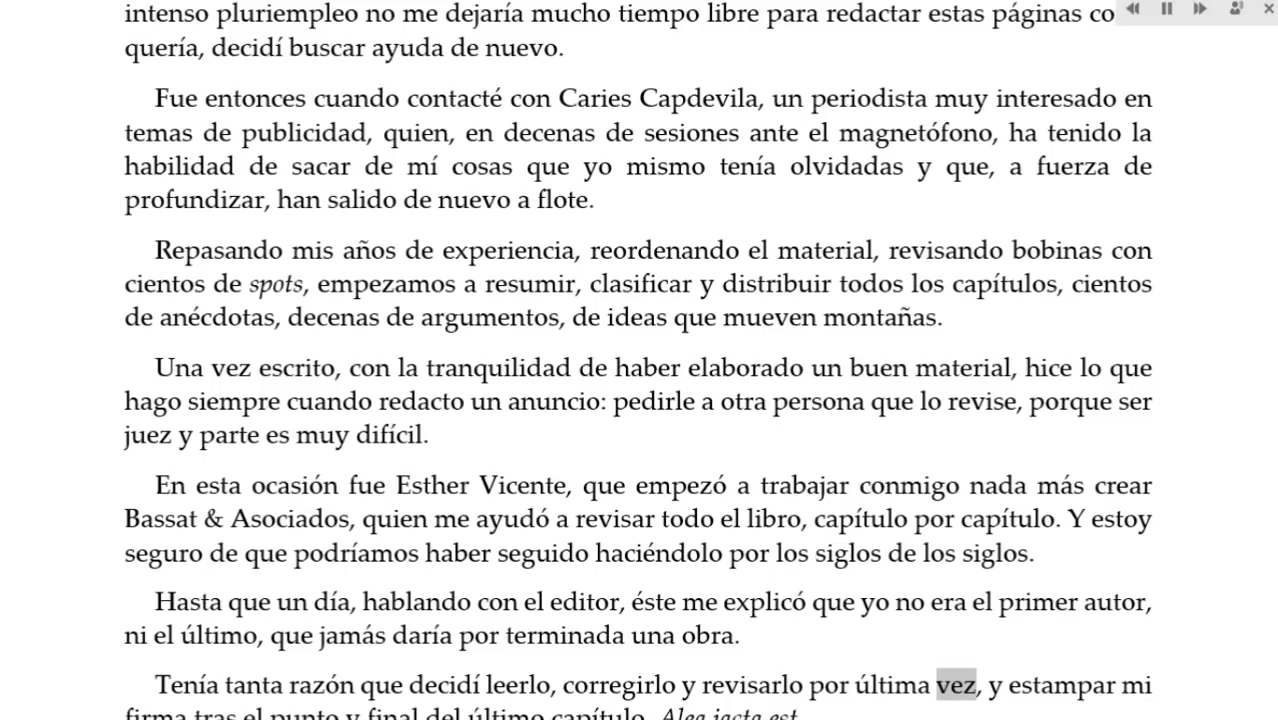 intenso pluriempleo no me dejaría mucho tiempo libre para redactar estas páginas co
quería, decidí buscar ayuda de nuevo.
Fue entonces cuando contacté con Caries Capdevila, un periodista muy interesado en
temas de publicidad, quien, en decenas de sesiones ante el magnetófono, ha tenido la
habilidad de sacar de mí cosas que yo mismo tenía olvidadas y que, a fuerza de
profundizar, han salido de nuevo a flote.
Repasando mis años de experiencia, reordenando el material, revisando bobinas con
cientos de spots, empezamos a resumir, clasificar y distribuir todos los capítulos, cientos
de anécdotas, decenas de argumentos, de ideas que mueven montañas.
Una vez escrito, con la tranquilidad de haber elaborado un buen material, hice lo que
hago siempre cuando redacto un anuncio: pedirle a otra persona que lo revise, porque ser
juez y parte es muy difícil.
En esta ocasión fue Esther Vicente, que empezó a trabajar conmigo nada más crear
Bassat & Asociados, quien me ayudó a revisar todo el libro, capítulo por capítulo. Y estoy
seguro de que podríamos haber seguido haciéndolo por los siglos de los siglos.
Hasta que un día, hablando con el editor, éste me explicó que yo no era el primer autor,
ni el último, que jamás daría por terminada una obra.
Tenía tanta razón que decidí leerlo, corregirlo y revisarlo por última vez, y estampar mi
firma tras el punto y final del último capítulo. Alea jacta est